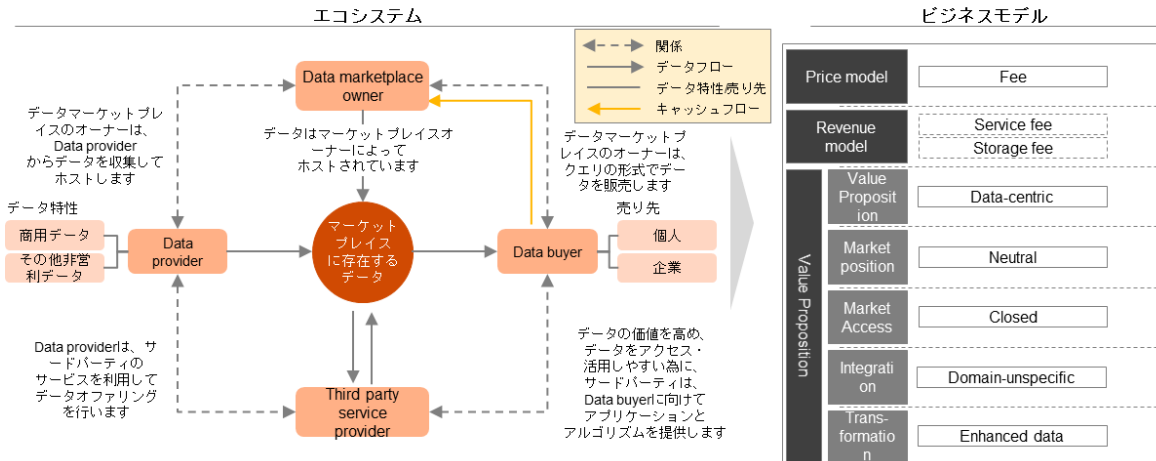 エコシステム
ビジネスモデル
関係
データフロー
データ特性売り先
キャッシュフロー
Data marketplace
owner
データマーケットプレ
イスのオーナーは、
Data provider
からデータを収集して
ホストします
データはマーケットプレイスオ
ーナーによって
ホストされています
データマーケットプ
レイスのオーナーは、
クエリの形式でデー
タを販売します
データ特性
商用データ
その他非営
利データ
Data
provider
マーケット
プレイス
に存在する
データ
Data buyer
売り先
個人
企業
Data providerは、サ
ードパーティの
サービスを利用して
データオファリング
を行います
Third party
service
provider
データの価値を高め、
データをアクセス・
活用しやすい為に、
サードパーティは、
Data buyerに向けて
アプリケーションと
アルゴリズムを提供します
Price model
Fee
Revenue
model
Service fee
Storage fee
Value Proposition
Value
Proposit
ion
Data-centric
Market
position
Neutral
Market
Access
Closed
Integrati
on
Domain-unspecific
Trans-
formatio
n
Enhanced data